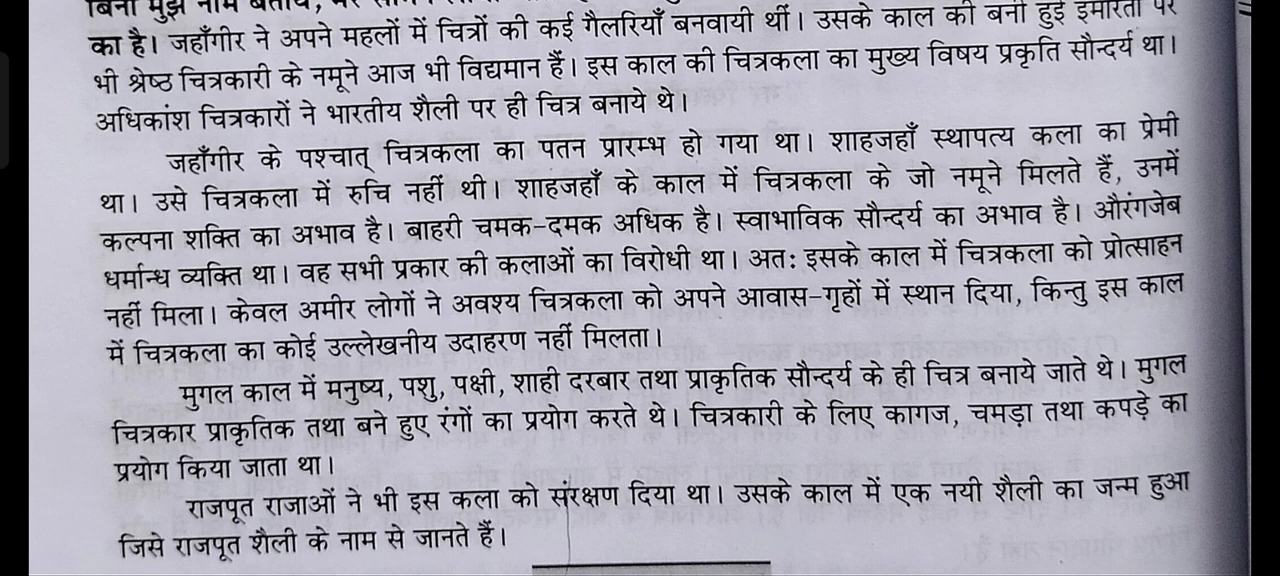 बिना मुझे नाम बताये,
का है। जहाँगीर ने अपने महलों में चित्रों की कई गैलरियाँ बनवायी थीं। उसके काल की बनी हुई इमारतों पर
भी श्रेष्ठ चित्रकारी के नमूने आज भी विद्यमान हैं। इस काल की चित्रकला का मुख्य विषय प्रकृति सौन्दर्य था।
अधिकांश चित्रकारों ने भारतीय शैली पर ही चित्र बनाये थे।
जहाँगीर के पश्चात् चित्रकला का पतन प्रारम्भ हो गया था। शाहजहाँ स्थापत्य कला का प्रेमी
था। उसे चित्रकला में रुचि नहीं थी। शाहजहाँ के काल में चित्रकला के जो नमूने मिलते हैं, उनमें
कल्पना शक्ति का अभाव है। बाहरी चमक-दमक अधिक है। स्वाभाविक सौन्दर्य का अभाव है। औरंगजेब
धर्मान्ध व्यक्ति था। वह सभी प्रकार की कलाओं का विरोधी था। अतः इसके काल में चित्रकला को प्रोत्साहन
नहीं मिला। केवल अमीर लोगों ने अवश्य चित्रकला को अपने आवास-गृहों में स्थान दिया, किन्तु इस काल
में चित्रकला का कोई उल्लेखनीय उदाहरण नहीं मिलता।
मुगल काल में मनुष्य, पशु, पक्षी, शाही दरबार तथा प्राकृतिक सौन्दर्य के ही चित्र बनाये जाते थे। मुगल
चित्रकार प्राकृतिक तथा बने हुए रंगों का प्रयोग करते थे। चित्रकारी के लिए कागज, चमड़ा तथा कपड़े का
प्रयोग किया जाता था।
राजपूत राजाओं ने भी इस कला को संरक्षण दिया था। उसके काल में एक नयी शैली का जन्म हुआ
जिसे राजपूत शैली के नाम से जानते हैं।